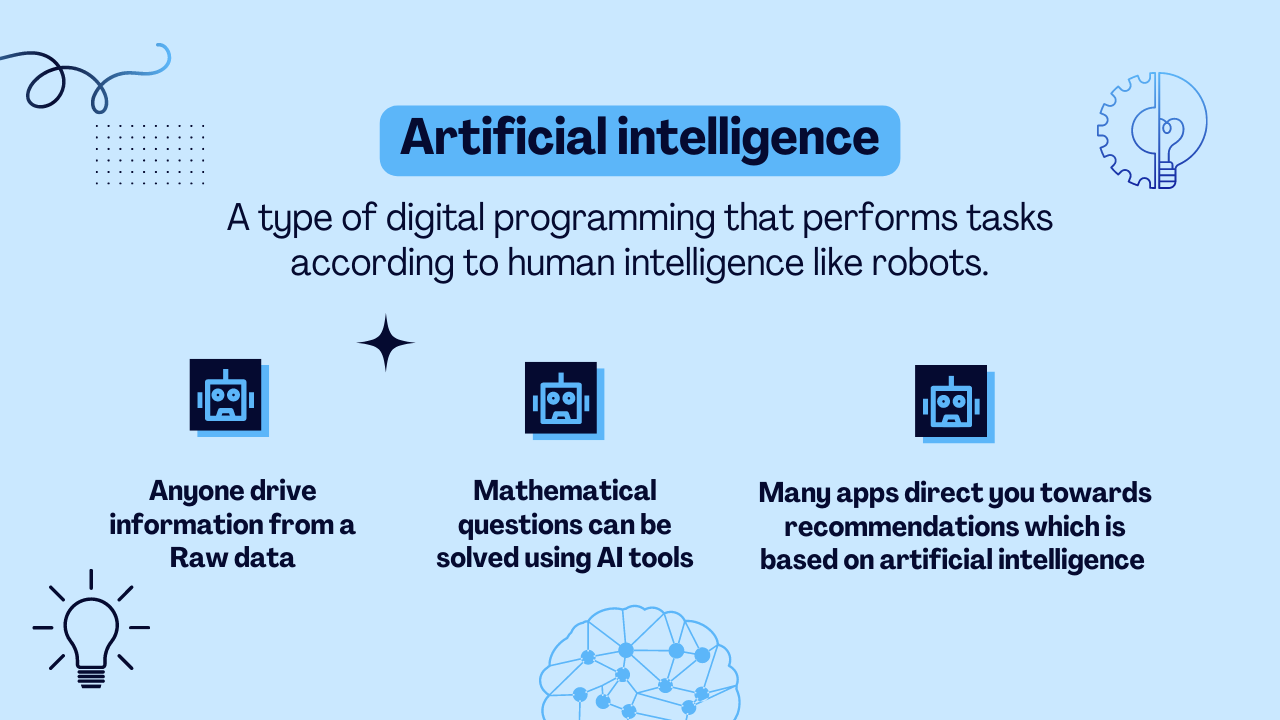 Artificial intelligence
A type of digital programming that performs tasks
according to human intelligence like robots.
Anyone drive
information from a
Raw data
Mathematical
questions can be
solved using AI tools
Many apps direct you towards
recommendations which is
based on artificial intelligence